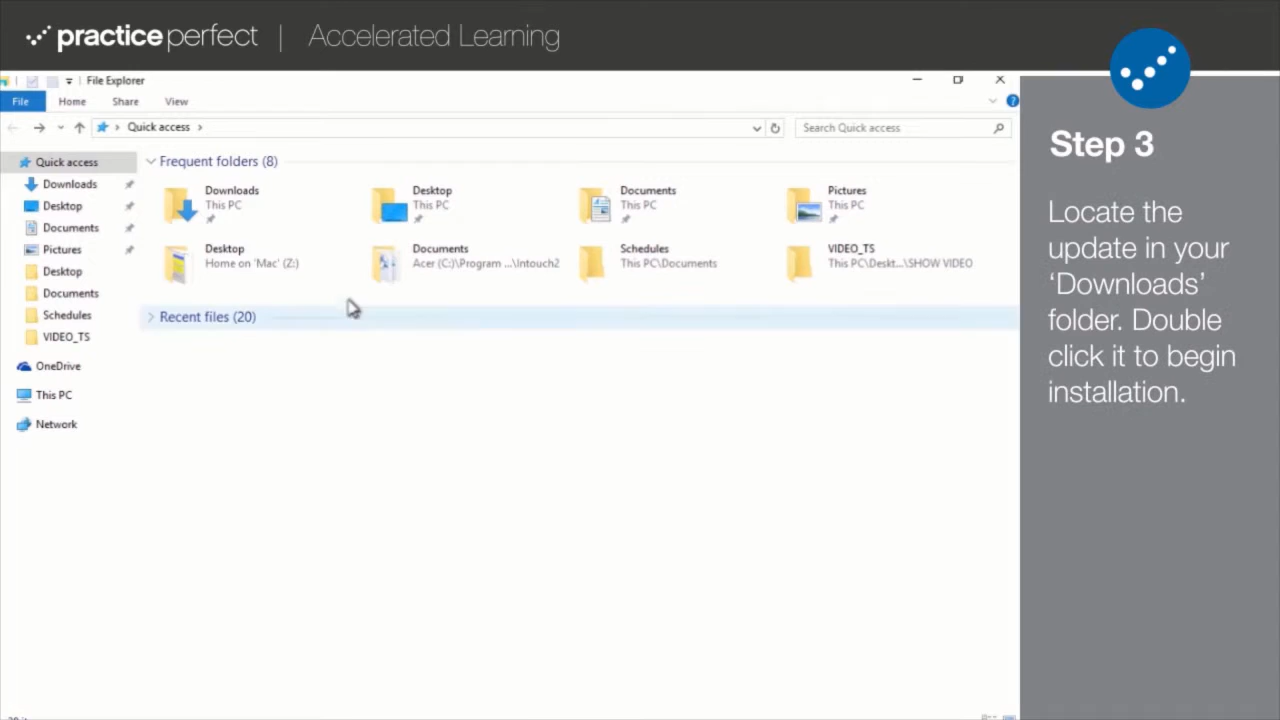 practice perfect | Accelerated Learning
File Explorer
File Home Share View
Quick access
Search Quick access
Quick access
Downloads
Desktop
Documents
Pictures
Desktop
Documents
Schedules
VIDEO_TS
OneDrive
This PC
Network
Frequent folders (8)
Downloads
This PC
Desktop
This PC
Documents
This PC
Pictures
This PC
Desktop
Home on 'Mac' (Z:)
Documents
Acer (C:)\Program ...\Intouch2
Schedules
This PC\Documents
VIDEO_TS
This PC\Deskt...\SHOW VIDEO
Recent files (20)
Step 3
Locate the
update in your
‘Downloads’
folder. Double
click it to begin
installation.